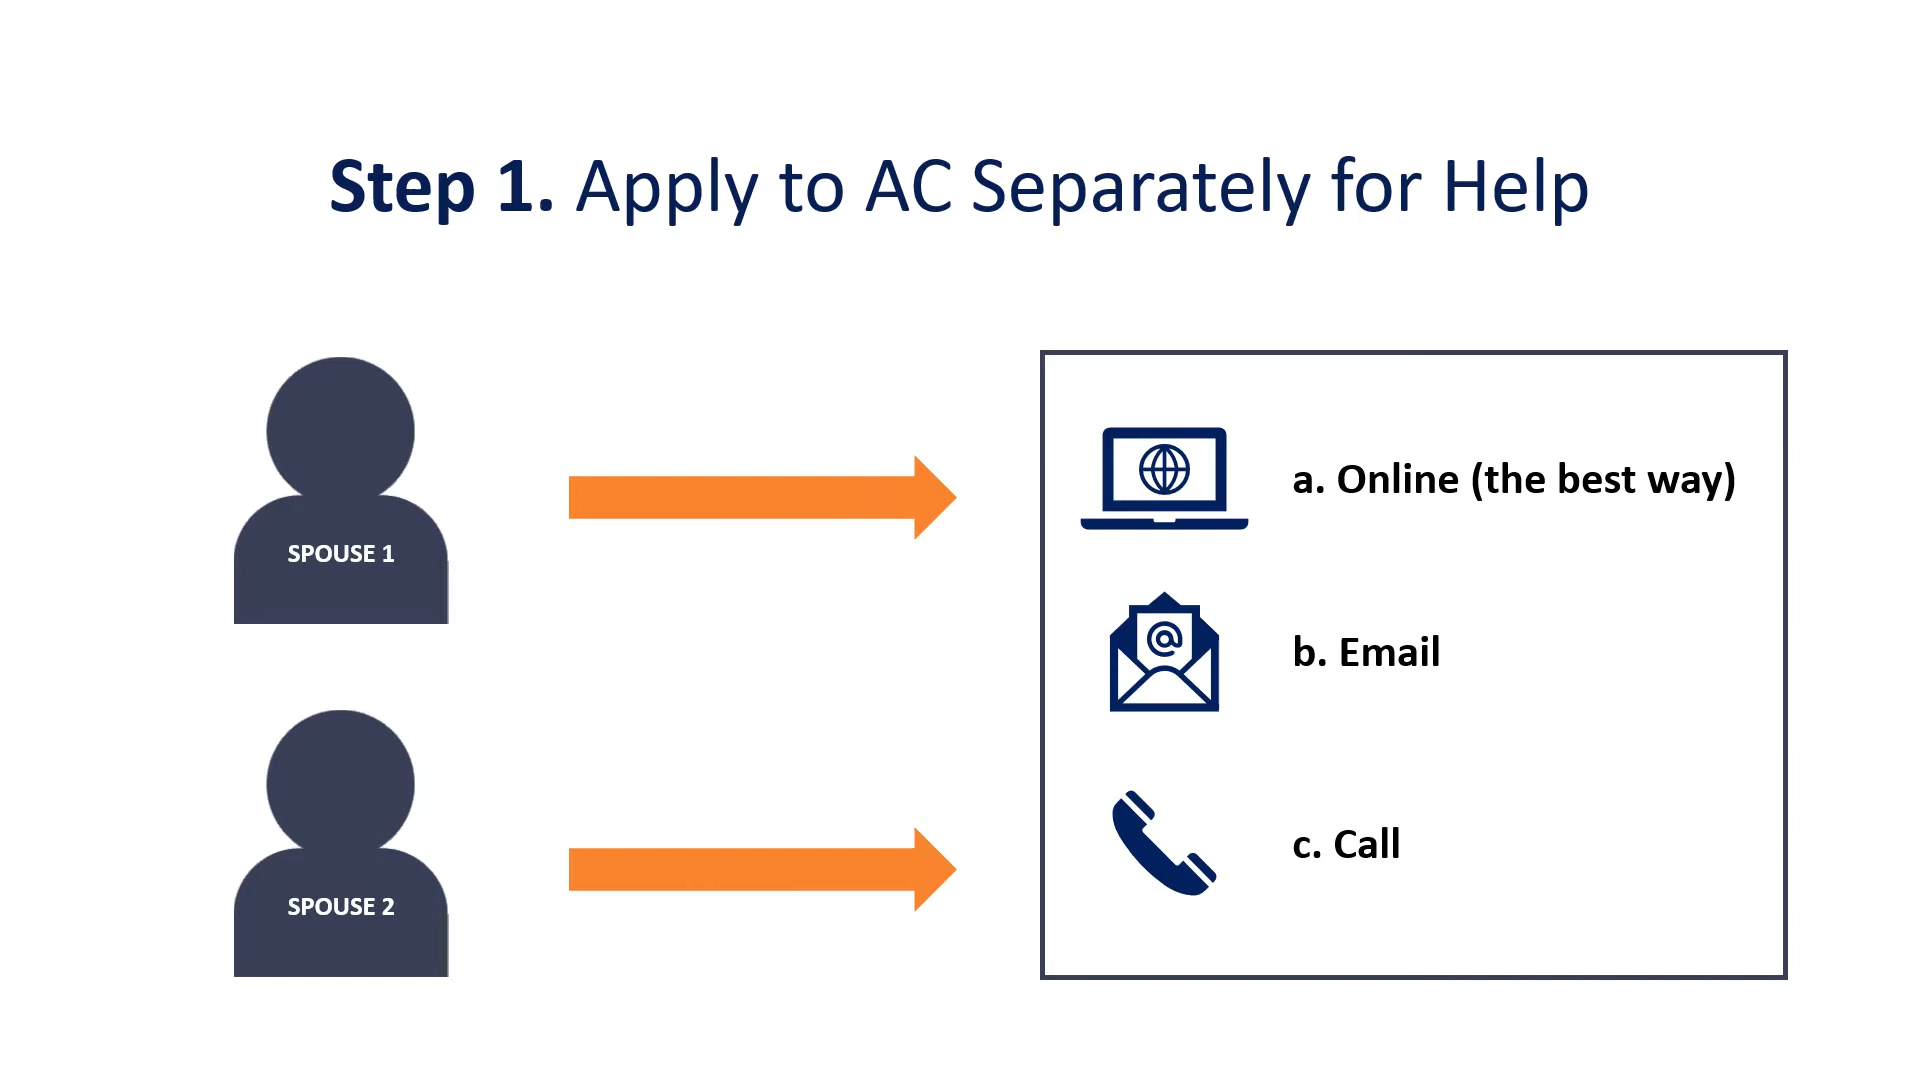 Step 1. Apply to AC Separately for Help
SPOUSE 1
a. Online (the best way)
b. Email
SPOUSE 2
c. Call